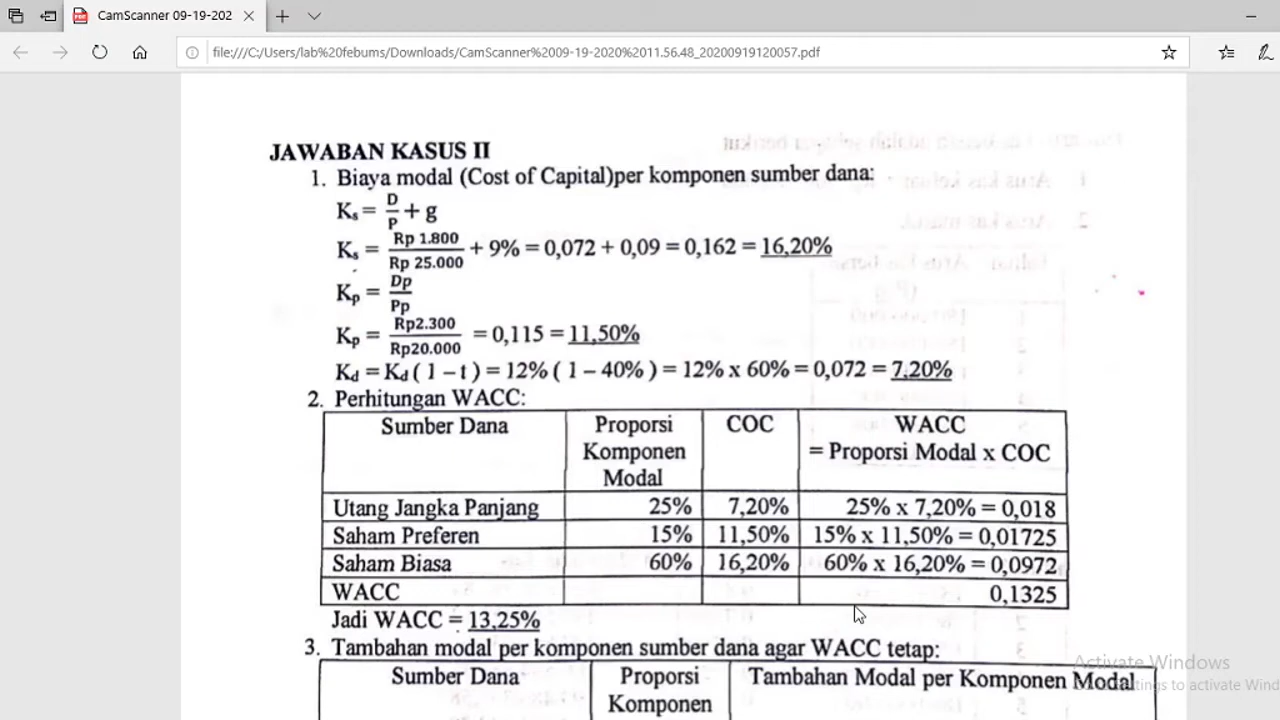 CamScanner 09-19-202
file:///C:/Users/lab%20febums/Downloads/CamScanner%2009-19-2020%2011.56.48_20200919120057.pdf
JAWABAN KASUS II
1. Biaya modal (Cost of Capital)per komponen sumber dana:
Ks = D/P + g
Ks = Rp 1.800/Rp 25.000 + 9% = 0,072 + 0,09 = 0,162 = 16,20%
Kp = Dp/Pp
Kp = Rp2.300/Rp20.000 = 0,115 = 11,50%
Kd = Kd ( 1 – t ) = 12% ( 1 – 40% ) = 12% x 60% = 0,072 = 7,20%
2. Perhitungan WACC:
Sumber Dana Proporsi Komponen Modal COC WACC = Proporsi Modal x COC
Utang Jangka Panjang 25% 7,20% 25% x 7,20% = 0,018
Saham Preferen 15% 11,50% 15% x 11,50% = 0,01725
Saham Biasa 60% 16,20% 60% x 16,20% = 0,0972
WACC 0,1325
Jadi WACC = 13,25%
3. Tambahan modal per komponen sumber dana agar WACC tetap:
Sumber Dana Proporsi Komponen Tambahan Modal per Komponen Modal
Activate Windows
Go to Settings to activate Wind